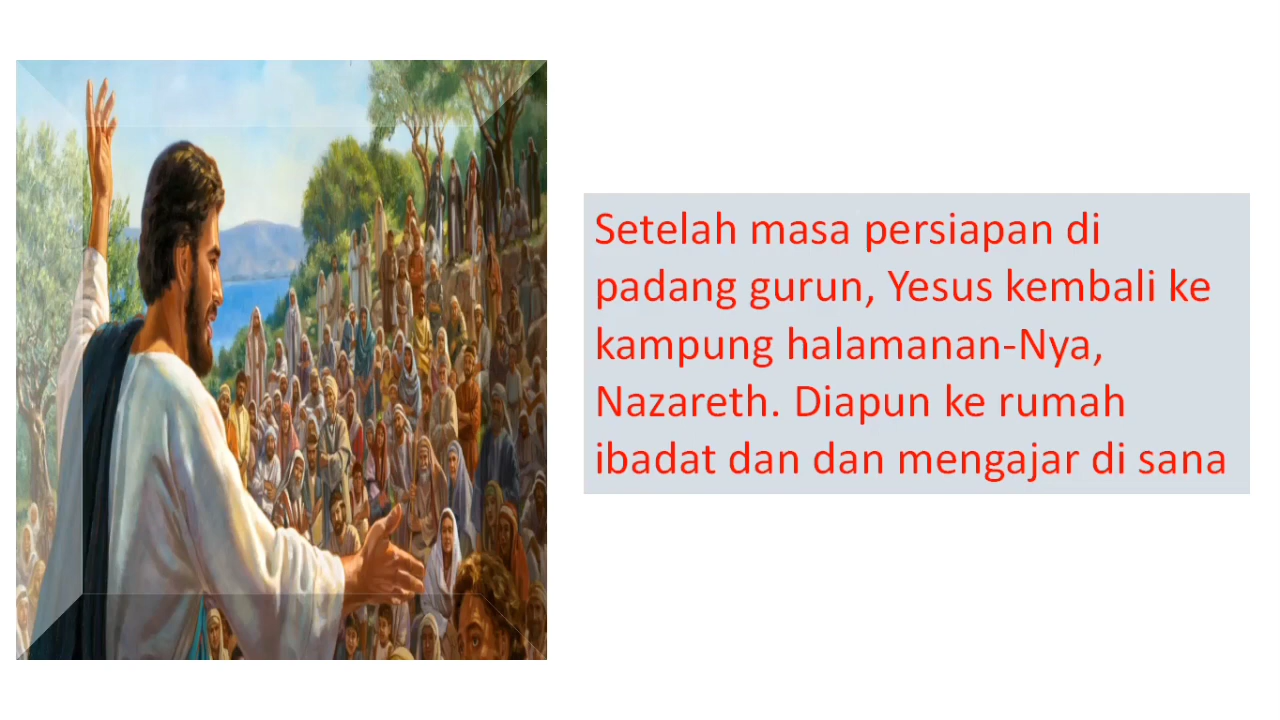 Setelah masa persiapan di
padang gurun, Yesus kembali ke
kampung halamanan-Nya,
Nazareth. Diapun ke rumah
ibadat dan dan mengajar di sana